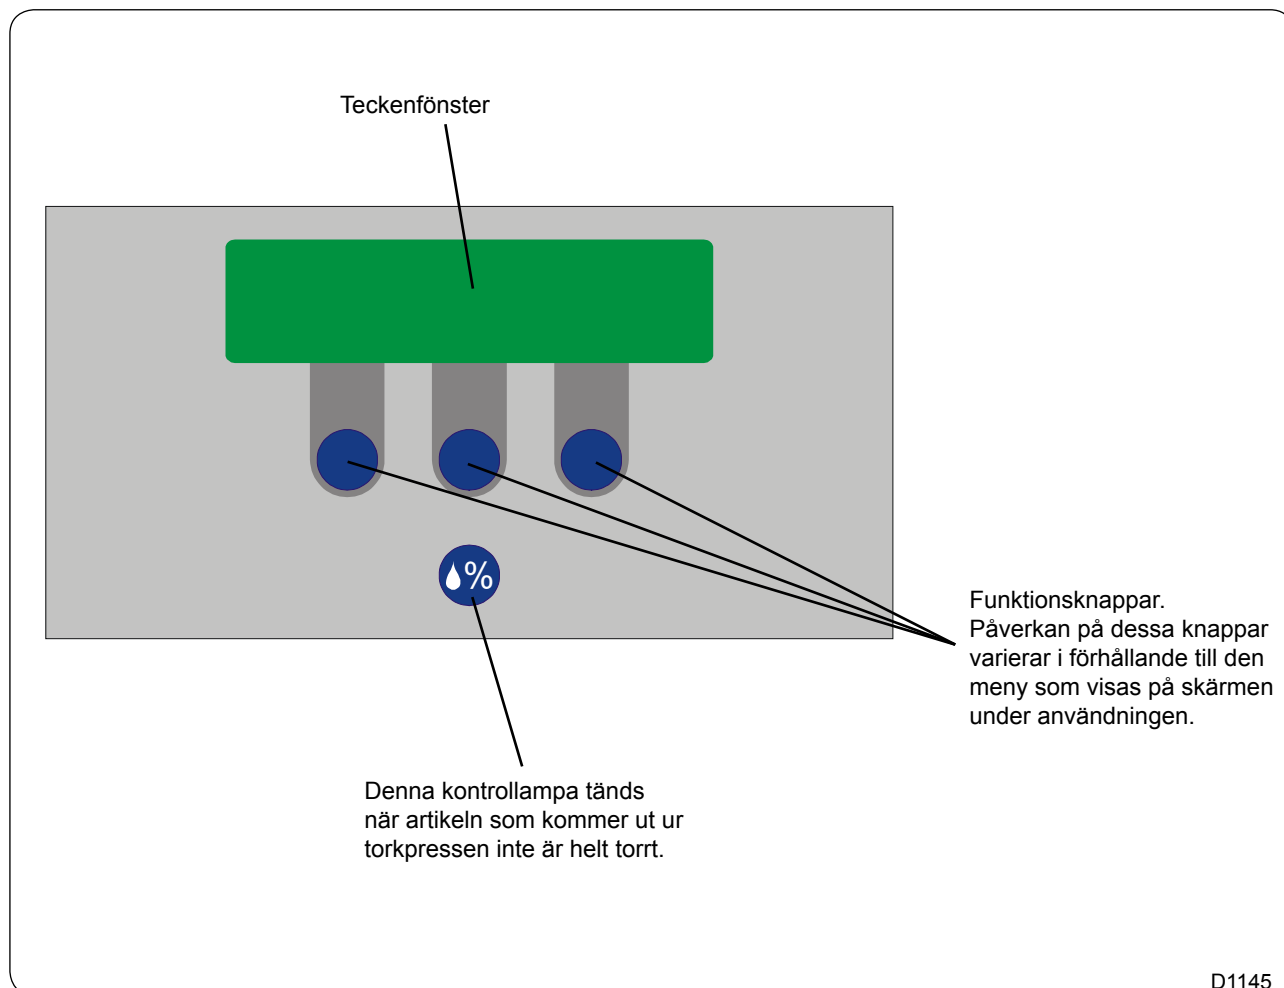 Teckenfönster
%
Funktionsknappar.
Påverkan på dessa knappar
varierar i förhållande till den
meny som visas på skärmen
under användningen.
Denna kontrollampa tänds
när artikeln som kommer ut ur
torkpressen inte är helt torrt.
D1145